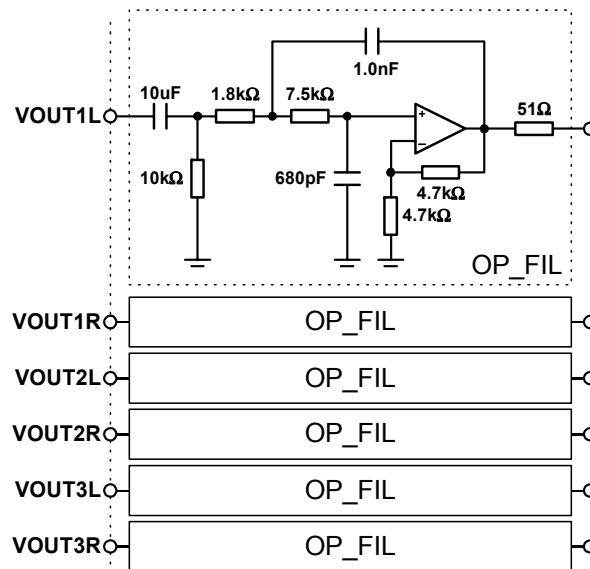 1.0nF
10uF
1.8kΩ
7.5kΩ
51Ω
VOUT1L
+
−
10kΩ
680pF
4.7kΩ
4.7kΩ
OP_FIL
VOUT1R
OP_FIL
VOUT2L
OP_FIL
VOUT2R
OP_FIL
VOUT3L
OP_FIL
VOUT3R
OP_FIL